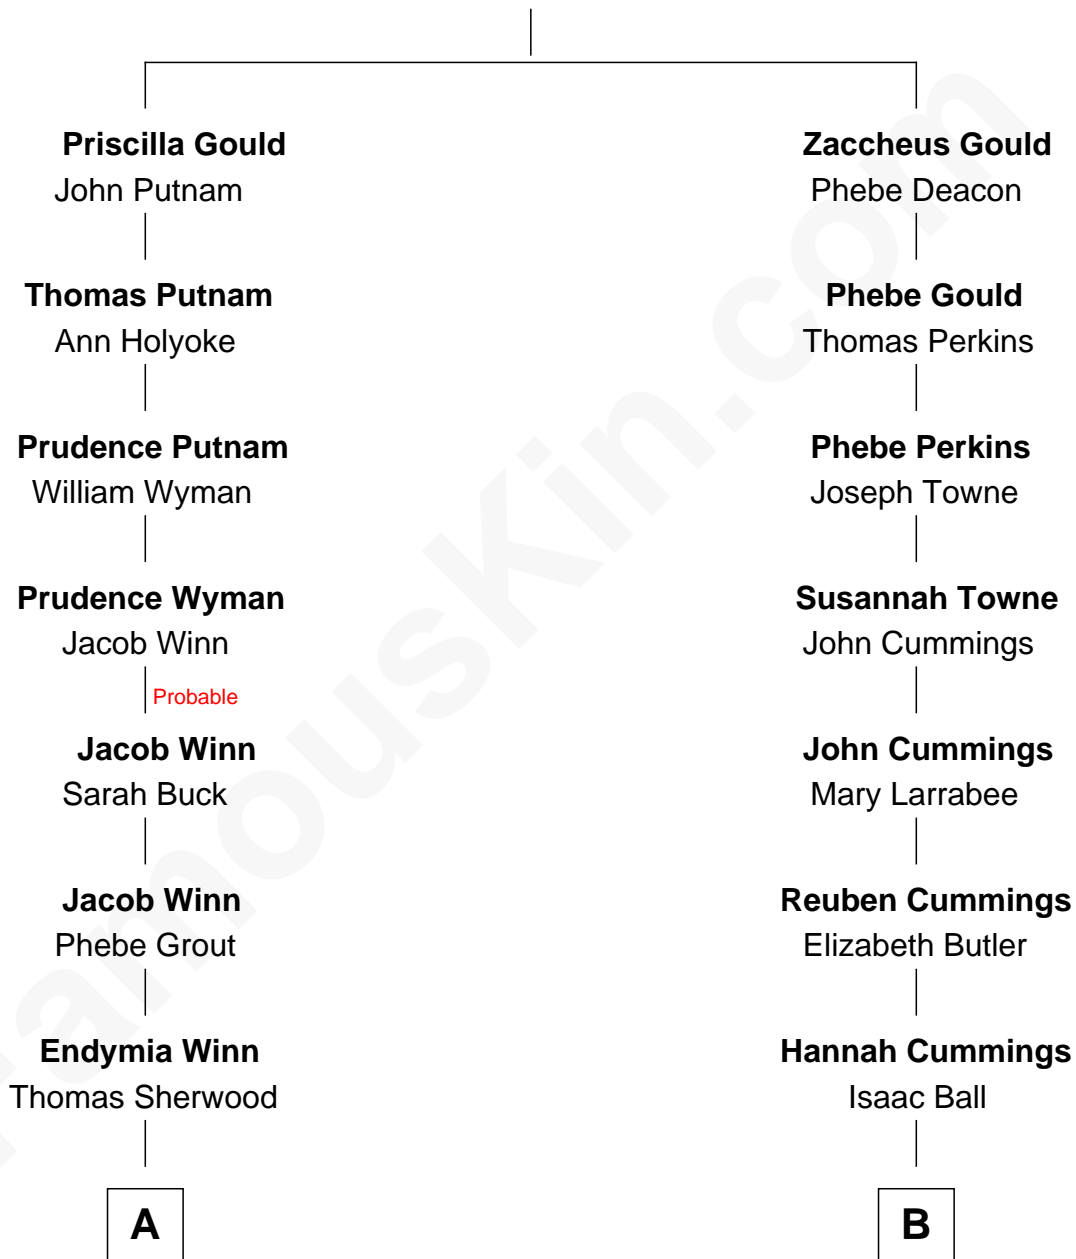 Priscilla Gould
John Putnam
Thomas Putnam
Ann Holyoke
Prudence Putnam
William Wyman
Prudence Wyman
Jacob Winn
Probable
Jacob Winn
Sarah Buck
Jacob Winn
Phebe Grout
Endymia Winn
Thomas Sherwood
A
Zaccheus Gould
Phebe Deacon
Phebe Gould
Thomas Perkins
Phebe Perkins
Joseph Towne
Susannah Towne
John Cummings
John Cummings
Mary Larrabee
Reuben Cummings
Elizabeth Butler
Hannah Cummings
Isaac Ball
B
FamousKin.com